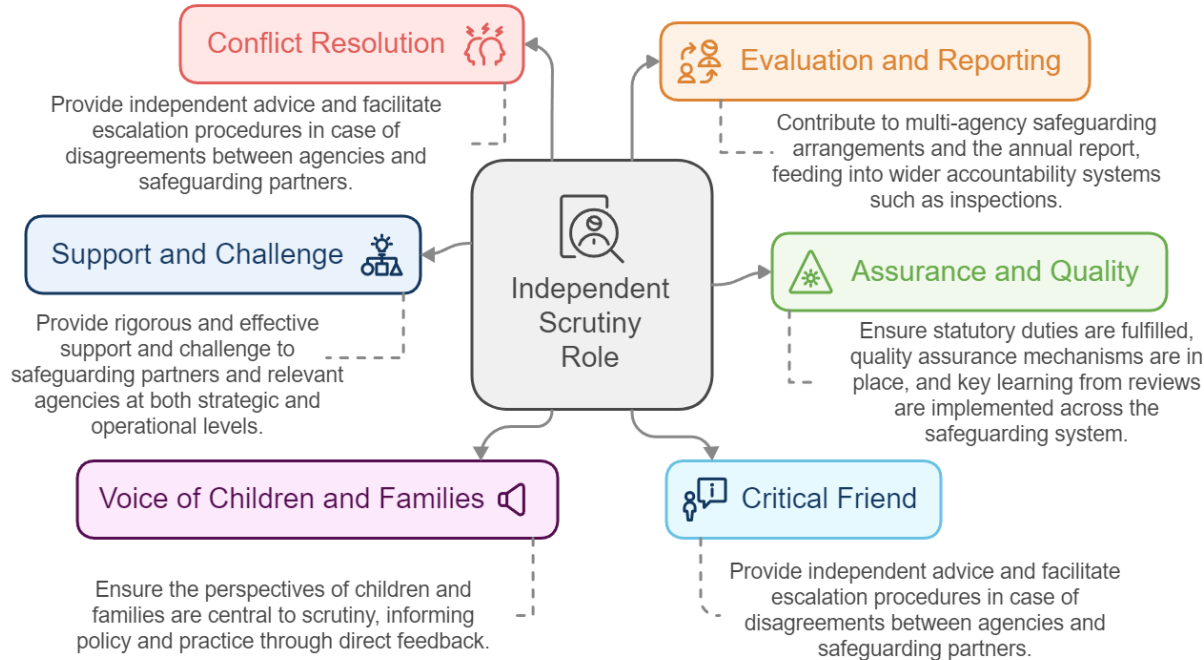 Conflict Resolution
Provide independent advice and facilitate
escalation procedures in case of
disagreements between agencies and
safeguarding partners.
Evaluation and Reporting
Contribute to multi-agency safeguarding
arrangements and the annual report,
feeding into wider accountability systems
such as inspections.
Support and Challenge
Provide rigorous and effective
support and challenge to
safeguarding partners and relevant
agencies at both strategic and
operational levels.
Independent
Scrutiny
Role
Assurance and Quality
Ensure statutory duties are fulfilled,
quality assurance mechanisms are in
place, and key learning from reviews
are implemented across the
safeguarding system.
Voice of Children and Families
Ensure the perspectives of children and
families are central to scrutiny, informing
policy and practice through direct feedback.
Critical Friend
Provide independent advice and facilitate
escalation procedures in case of
disagreements between agencies and
safeguarding partners.